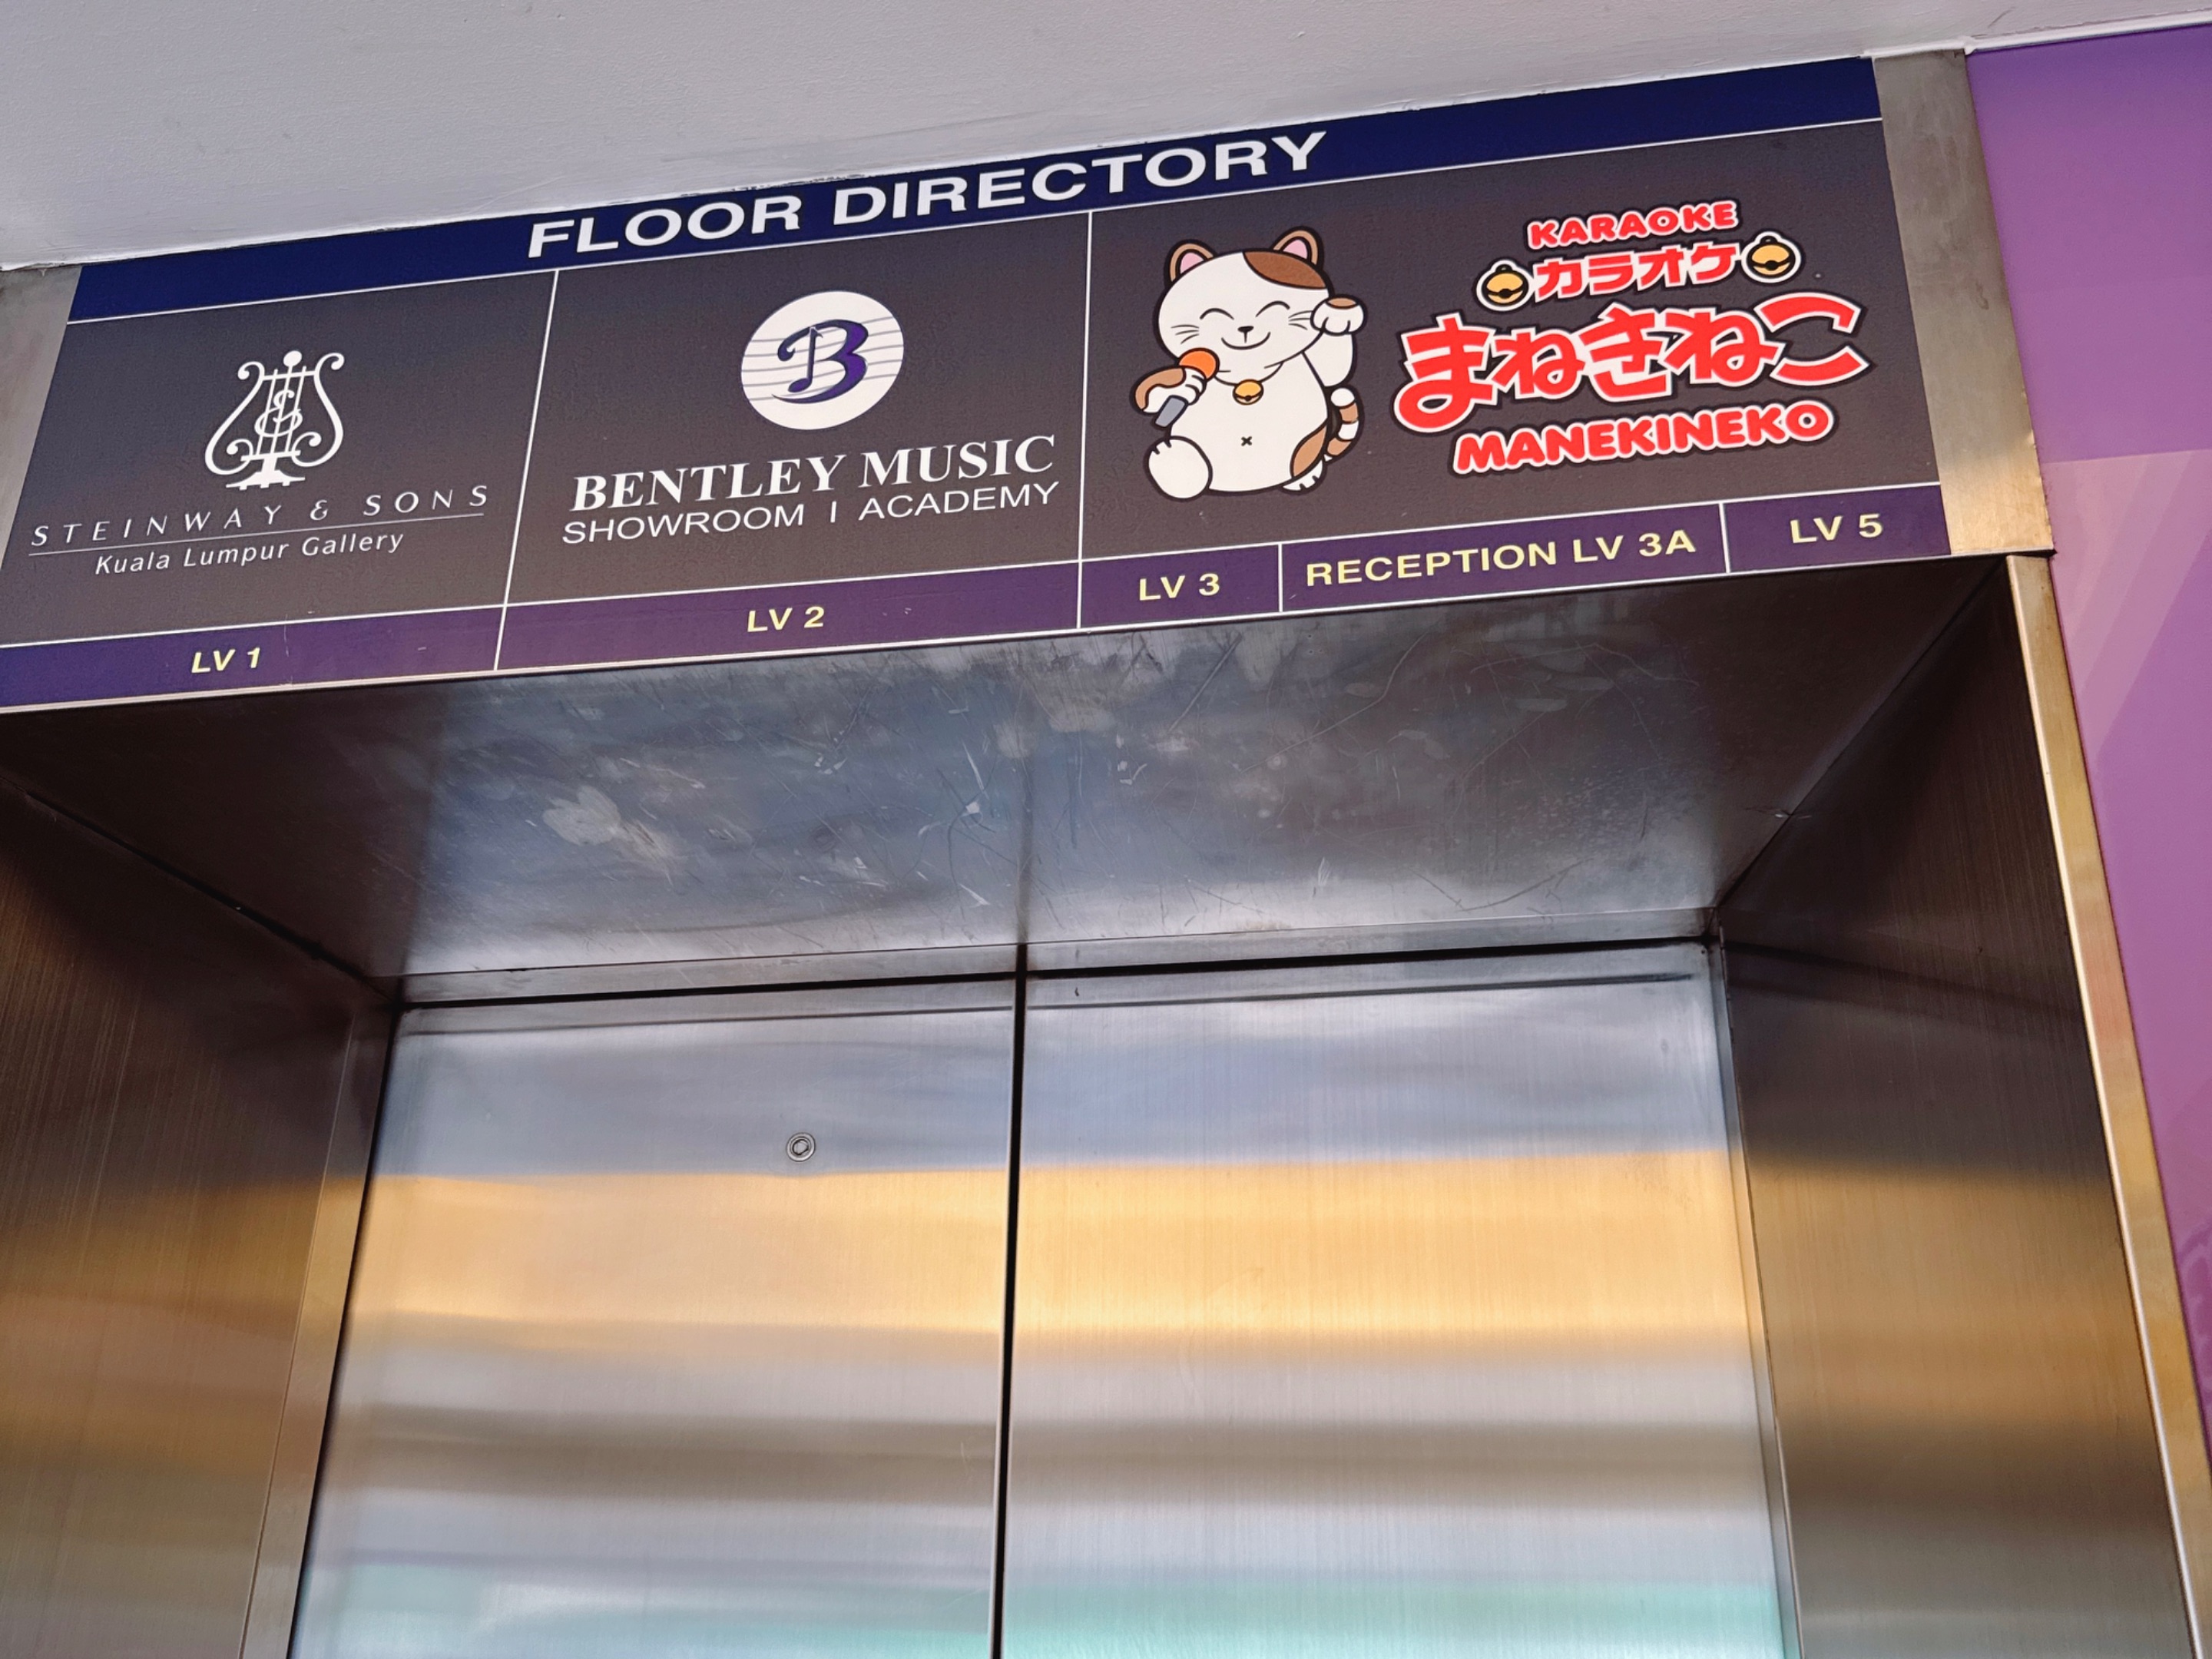 FLOOR DIRECTORY
STEINWAY & SONS
Kuala Lumpur Gallery
LV 1
B
BENTLEY MUSIC
SHOWROOM | ACADEMY
LV 2
KARAOKE
カラオケ
まねきねこ
MANEKINEKO
LV 3
RECEPTION LV 3A
LV 5